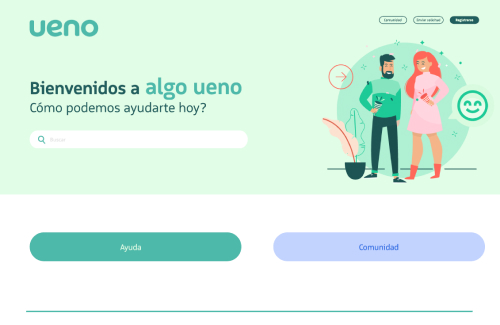 ueno
Comunidad
Enviar solicitud
Registrarse
Bienvenidos a algo ueno
Cómo podemos ayudarte hoy?
Buscar
Ayuda
Comunidad